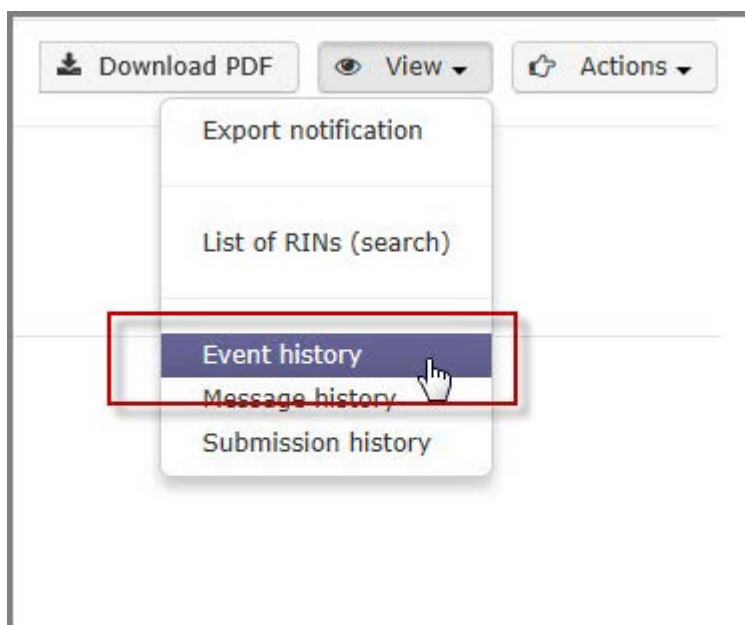 Download PDF View Actions
Export notification
List of RINs (search)
Event history
Message history
Submission history